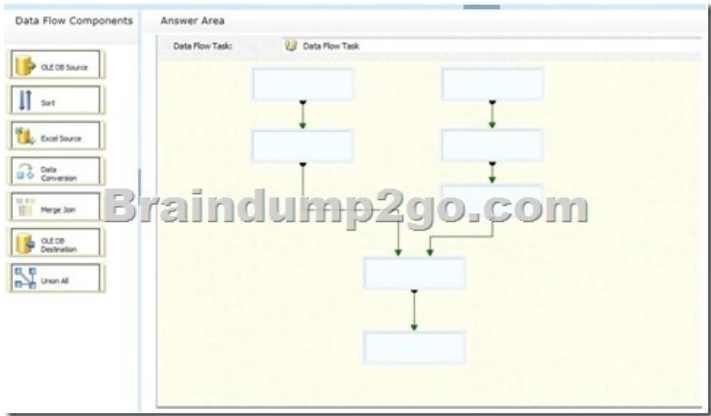 Data Flow Components
Answer Area
Data Flow Task:
Data Flow Task
OLE DB Source
Sort
Excel Source
Data
Conversion
Merge Join
OLE DB
Destination
Union All
Braindump2go.com